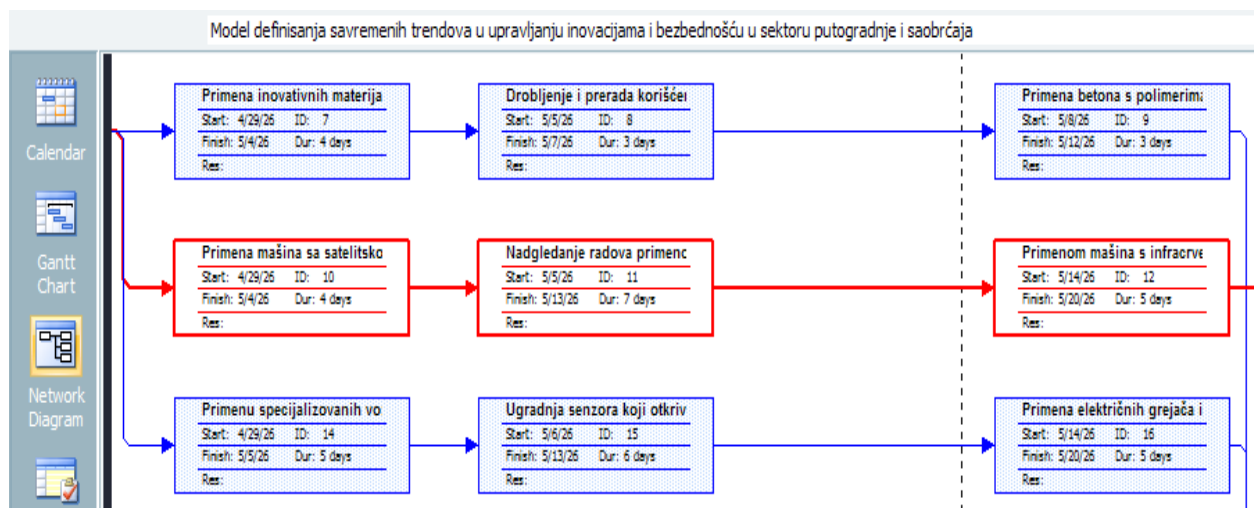 Model definisanja savremenih trendova u upravljanju inovacijama i bezbednošću u sektoru putogradnje i saobrćaja
Calendar
Gantt
Chart
Network
Diagram
Primena inovativnih materija
Start: 4/29/26 ID: 7
Finish: 5/4/26 Dur: 4 days
Res:
Drobljenje i prerada korišćer
Start: 5/5/26 ID: 8
Finish: 5/7/26 Dur: 3 days
Res:
Primena betona s polimerima
Start: 5/8/26 ID: 9
Finish: 5/12/26 Dur: 3 days
Res:
Primena mašina sa satelitsko
Start: 4/29/26 ID: 10
Finish: 5/4/26 Dur: 4 days
Res:
Nadgledanje radova primenc
Start: 5/5/26 ID: 11
Finish: 5/13/26 Dur: 7 days
Res:
Primenom mašina s infracrve
Start: 5/14/26 ID: 12
Finish: 5/20/26 Dur: 5 days
Res:
Primenu specijalizovanih vo
Start: 4/29/26 ID: 14
Finish: 5/5/26 Dur: 5 days
Res:
Ugradnja senzora koji otkriv
Start: 5/6/26 ID: 15
Finish: 5/13/26 Dur: 6 days
Res:
Primena električnih grejača i
Start: 5/14/26 ID: 16
Finish: 5/20/26 Dur: 5 days
Res: